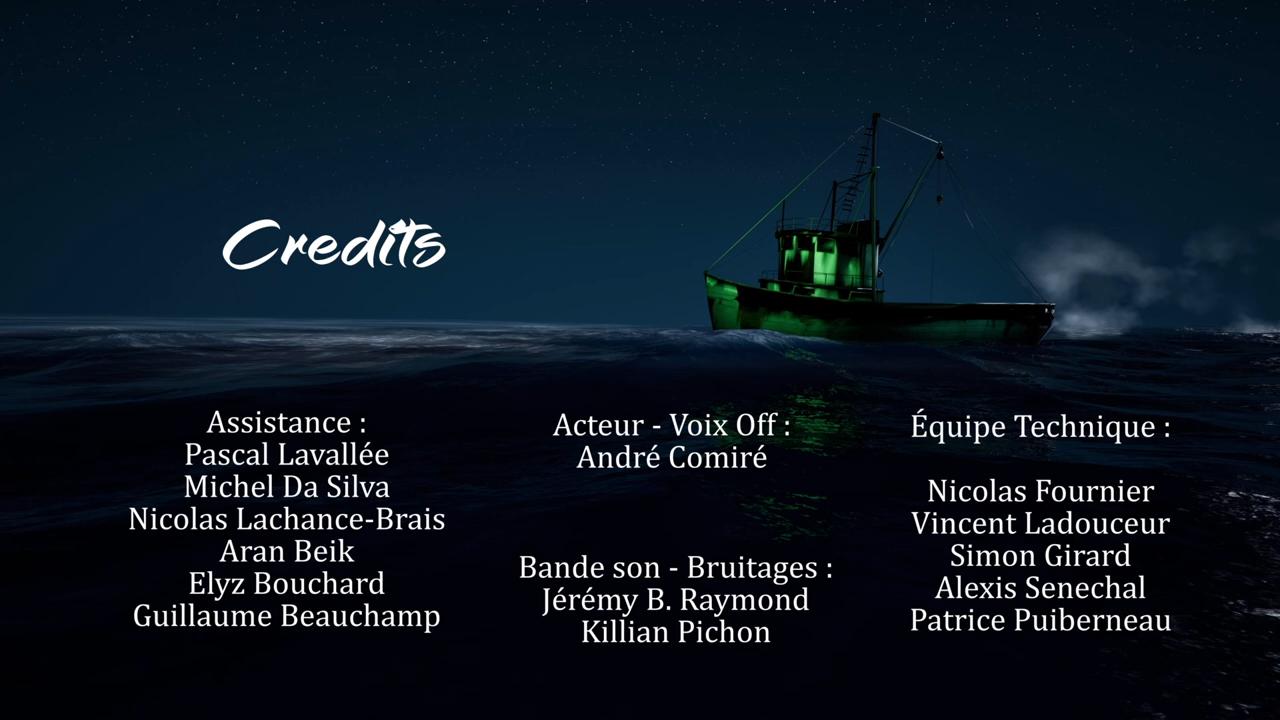 Credits
Assistance :
Pascal Lavallée
Michel Da Silva
Nicolas Lachance-Brais
Aran Beik
Elyz Bouchard
Guillaume Beauchamp
Acteur - Voix Off :
André Comiré
Bande son - Bruitages :
Jérémy B. Raymond
Killian Pichon
Équipe Technique :
Nicolas Fournier
Vincent Ladouceur
Simon Girard
Alexis Senechal
Patrice Puiberneau